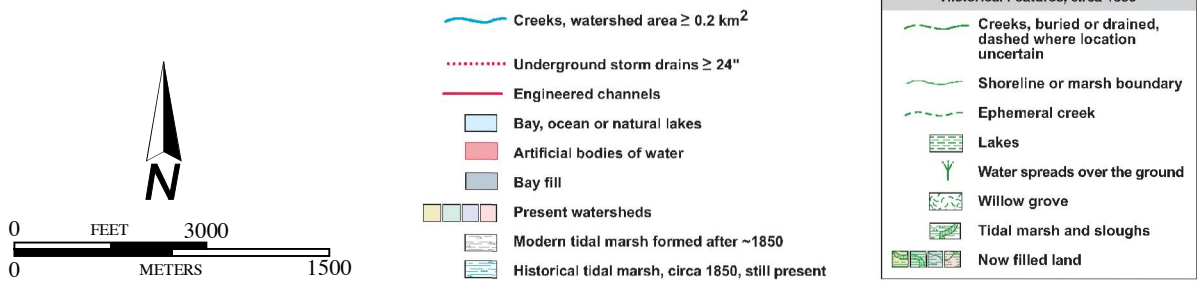 N
0 FEET 3000
0 METERS 1500
Creeks, watershed area ≥ 0.2 km²
Underground storm drains ≥ 24"
Engineered channels
Bay, ocean or natural lakes
Artificial bodies of water
Bay fill
Present watersheds
Modern tidal marsh formed after ~1850
Historical tidal marsh, circa 1850, still present
Creeks, buried or drained,
dashed where location
uncertain
Shoreline or marsh boundary
Ephemeral creek
Lakes
Water spreads over the ground
Willow grove
Tidal marsh and sloughs
Now filled land